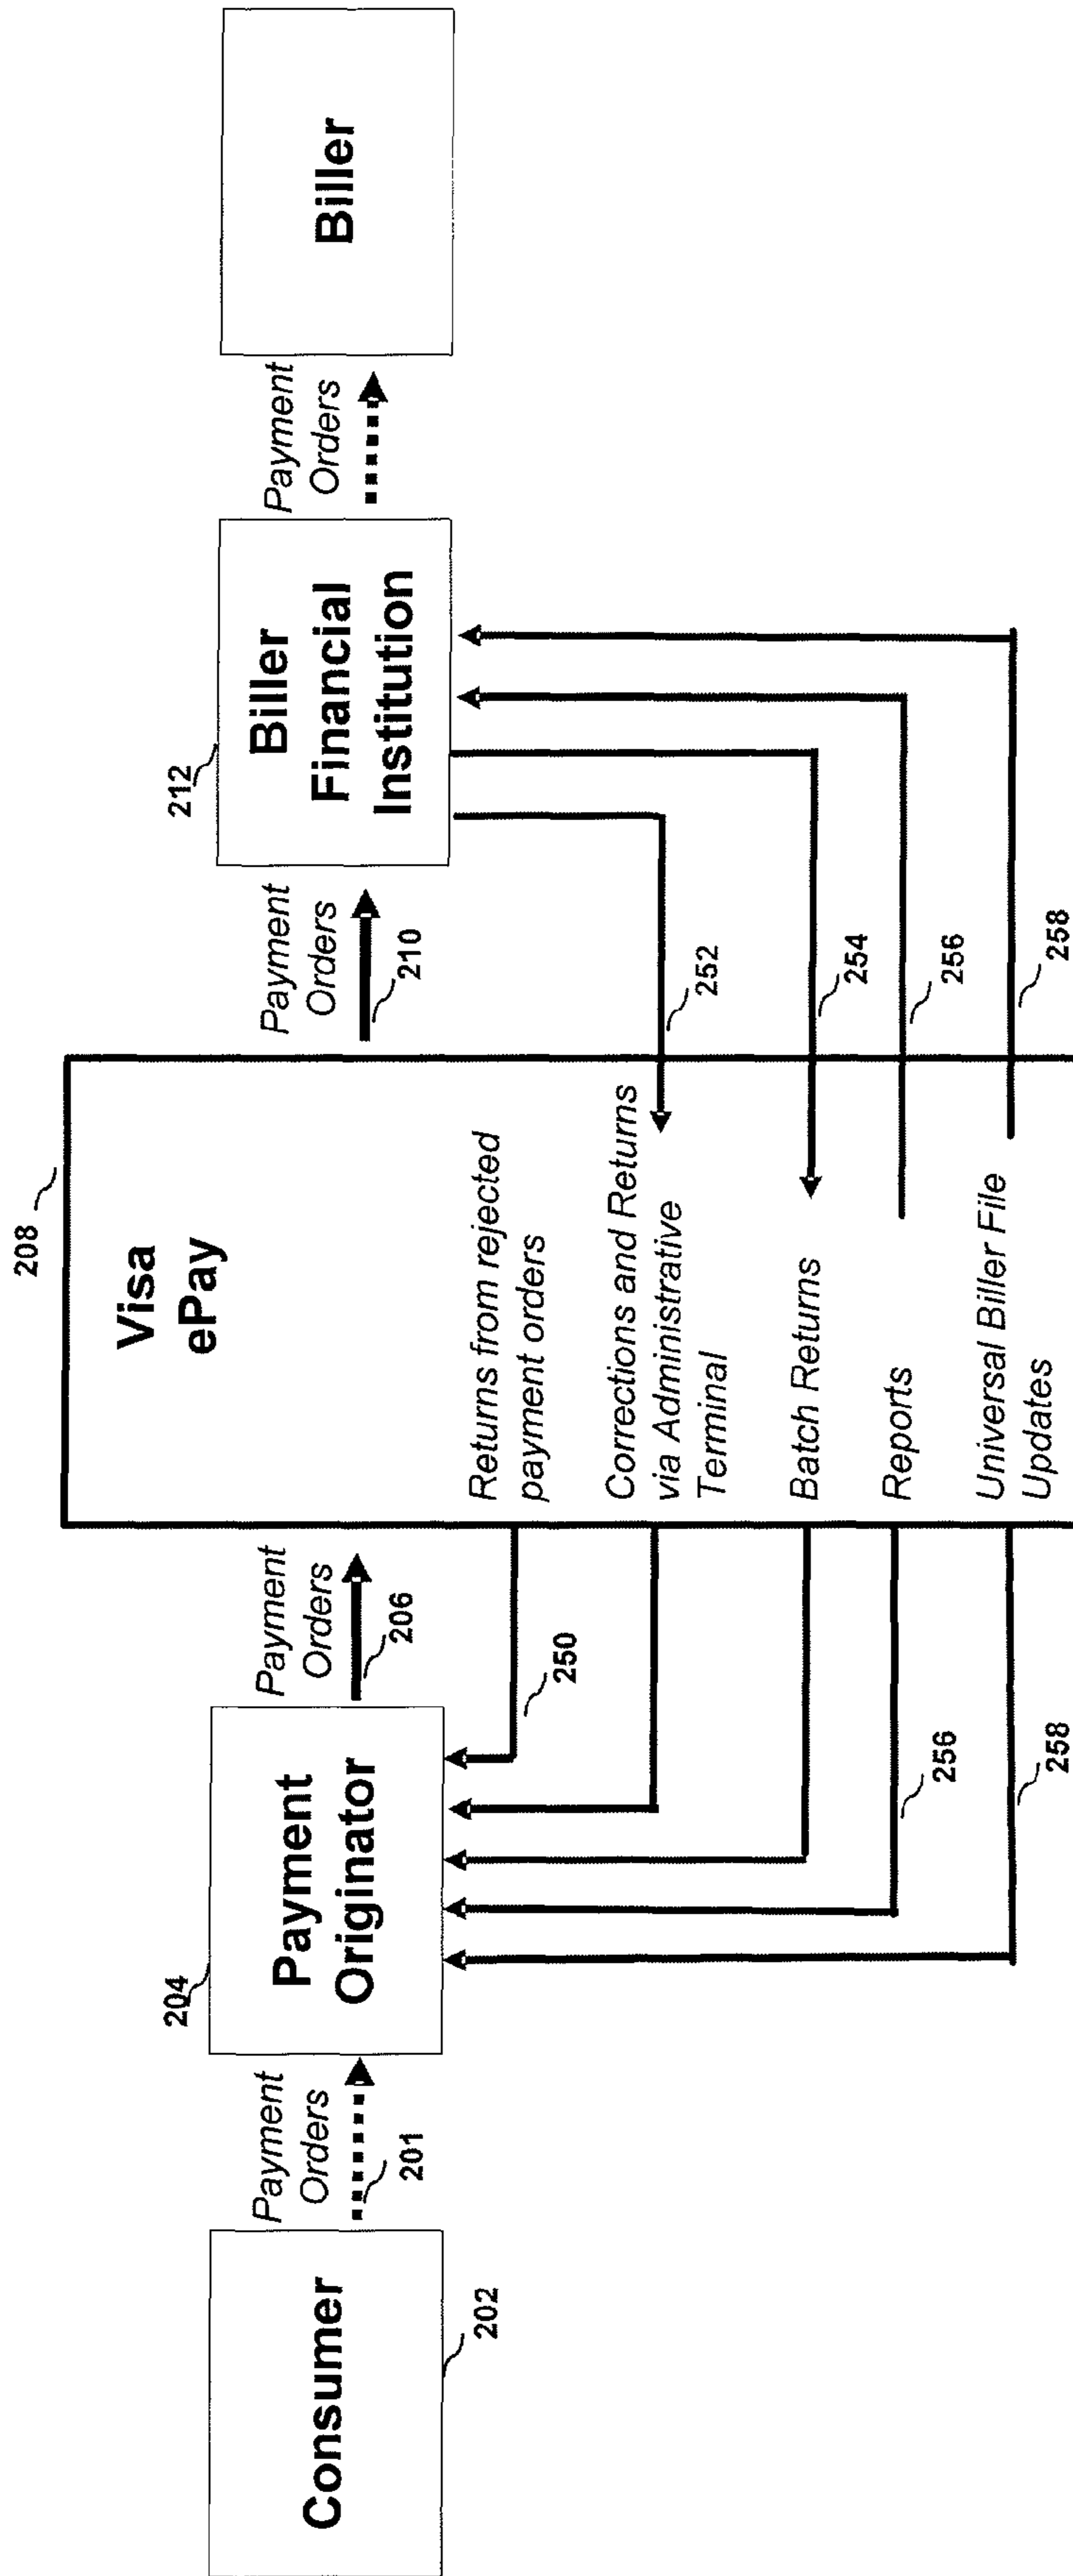 208
Visa
ePay
Consumer
202
Payment
Orders
201
204
Payment
Originator
Payment
Orders
206
Payment
Orders
210
212
Biller
Financial
Institution
Payment
Orders
Biller
250
Returns from rejected
payment orders
Corrections and Returns
via Administrative
Terminal
252
Batch Returns
254
256
Reports
256
258
Universal Biller File
Updates
258